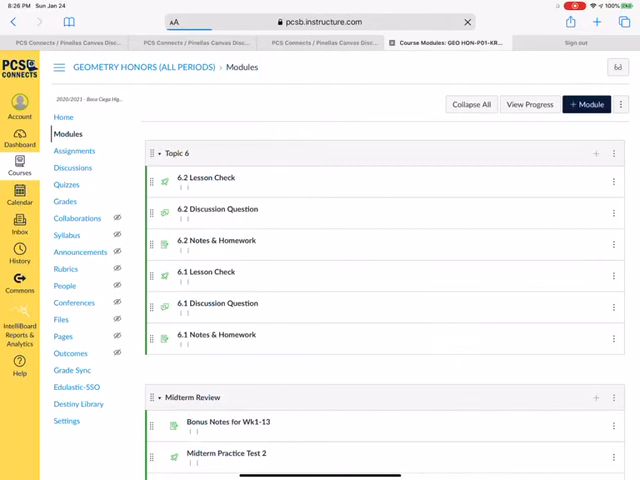 8:26 PM Sun Jan 24
100%
AA
pcsb.instructure.com
PCSB Connects / Pinellas Canvas Disc...
PCSB Connects / Pinellas Canvas Disc...
PCSB Connects / Pinellas Canvas Disc...
Course Modules: GEO HON-P01-KR...
Sign out
PCS
CONNECTS
Account
Dashboard
Courses
Calendar
Inbox
History
Commons
IntelliBoard
Reports &
Analytics
Help
GEOMETRY HONORS (ALL PERIODS) › Modules
2020/2021 - Boca Ciega Hig...
Home
Modules
Assignments
Discussions
Quizzes
Grades
Collaborations
Syllabus
Announcements
Rubrics
People
Conferences
Files
Pages
Outcomes
Grade Sync
Edulastic-SSO
Destiny Library
Settings
Collapse All
View Progress
+ Module
Topic 6
6.2 Lesson Check
| |
6.2 Discussion Question
| |
6.2 Notes & Homework
| |
6.1 Lesson Check
| |
6.1 Discussion Question
| |
6.1 Notes & Homework
| |
Midterm Review
Bonus Notes for Wk1-13
| |
Midterm Practice Test 2
| |